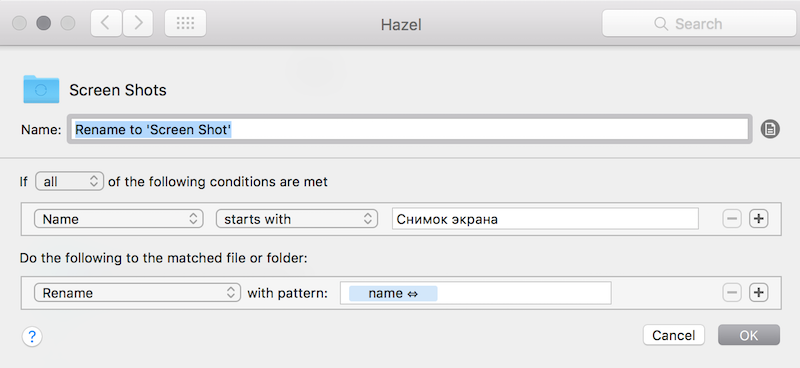 Hazel
Search
Screen Shots
Name: Rename to 'Screen Shot'
If all of the following conditions are met
Name starts with Снимок экрана
Do the following to the matched file or folder:
Rename with pattern: name ⇔
? Cancel OK